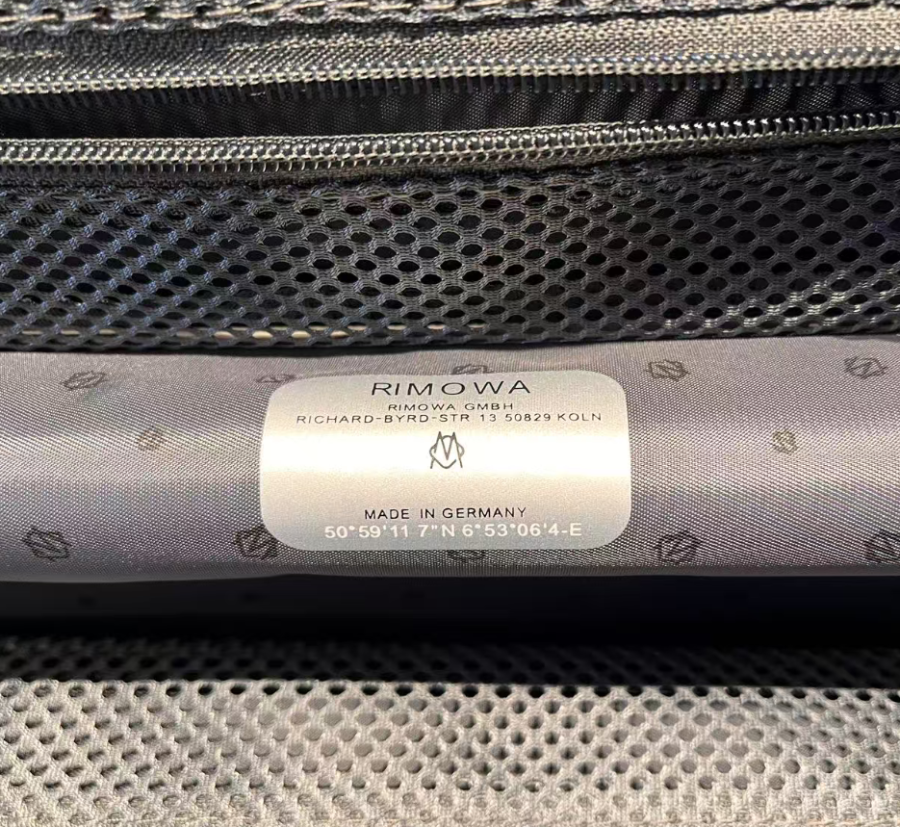 RIMOWA
RIMOWA GMBH
RICHARD-BYRD-STR 13 50829 KOLN
MADE IN GERMANY
50°59'11 7"N 6°53°06'4-E